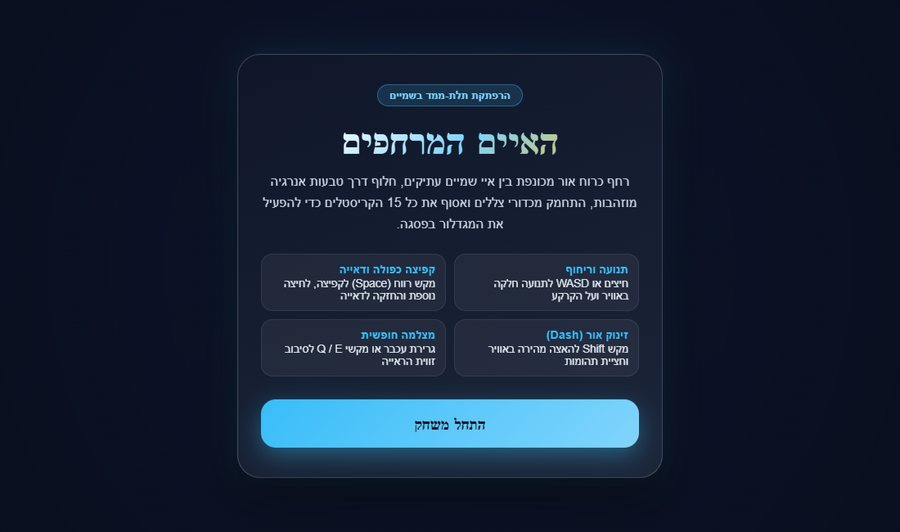 הרפתקת תלת-ממד בשמיים
האיים המרחפים
רחף כרוח אור מכונפת בין איי שמיים עתיקים, חלוף דרך טבעות אנרגיה
מוזהבות, התחמק מכדורי צללים ואסוף את כל 15 הקריסטלים כדי להפעיל
את המגדלור בפסגה.
תנועה וריחוף
חיצים או WASD לתנועה חלקה
באוויר ועל הקרקע
קפיצה כפולה ודאייה
מקש רווח (Space) לקפיצה, לחיצה
נוספת והחזקה לדאייה
זינוק אור (Dash)
מקש Shift להאצה מהירה באוויר
וחציית תהומות
מצלמה חופשית
גרירת עכבר או מקשי Q / E לסיבוב
זווית הראייה
התחל משחק